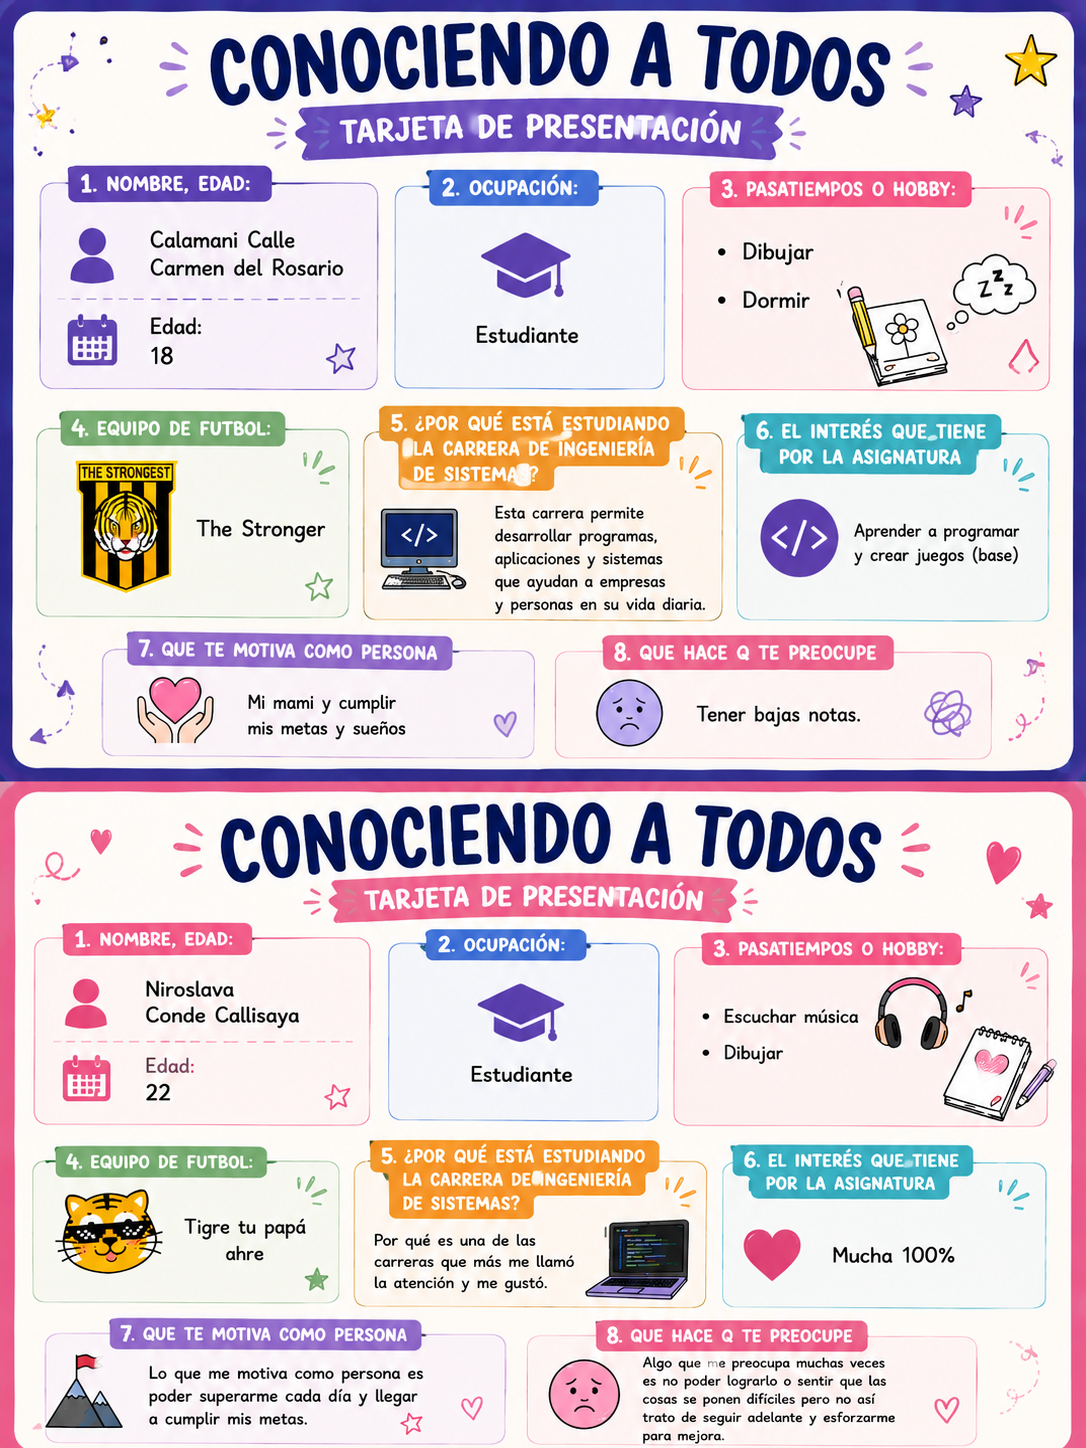 CONOCIENDO A TODOS
TARJETA DE PRESENTACIÓN
1. NOMBRE, EDAD:
Calamani Calle
Carmen del Rosario
Edad:
18
2. OCUPACIÓN:
Estudiante
3. PASATIEMPOS O HOBBY:
• Dibujar
• Dormir
Zzz
4. EQUIPO DE FUTBOL:
THE STRONGEST
The Stronger
5. ¿POR QUÉ ESTÁ ESTUDIANDO
LA CARRERA DE INGENIERÍA
DE SISTEMAS?
</>
Esta carrera permite
desarrollar programas,
aplicaciones y sistemas
que ayudan a empresas
y personas en su vida diaria.
6. EL INTERÉS QUE TIENE
POR LA ASIGNATURA
</>
Aprender a programar
y crear juegos (base)
7. QUE TE MOTIVA COMO PERSONA
Mi mami y cumplir
mis metas y sueños
8. QUE HACE Q TE PREOCUPE
Tener bajas notas.
CONOCIENDO A TODOS
TARJETA DE PRESENTACIÓN
1. NOMBRE, EDAD:
Niroslava
Conde Callisaya
Edad:
22
2. OCUPACIÓN:
Estudiante
3. PASATIEMPOS O HOBBY:
• Escuchar música
• Dibujar
4. EQUIPO DE FUTBOL:
Tigre tu papá
ahre
5. ¿POR QUÉ ESTÁ ESTUDIANDO
LA CARRERA DE INGENIERÍA
DE SISTEMAS?
Por qué es una de las
carreras que más me llamó
la atención y me gustó.
6. EL INTERÉS QUE TIENE
POR LA ASIGNATURA
Mucha 100%
7. QUE TE MOTIVA COMO PERSONA
Lo que me motiva como persona es
poder superarme cada día y llegar
a cumplir mis metas.
8. QUE HACE Q TE PREOCUPE
Algo que me preocupa muchas veces
es no poder lograrlo o sentir que las
cosas se ponen difíciles pero no así
trato de seguir adelante y esforzarme
para mejora.